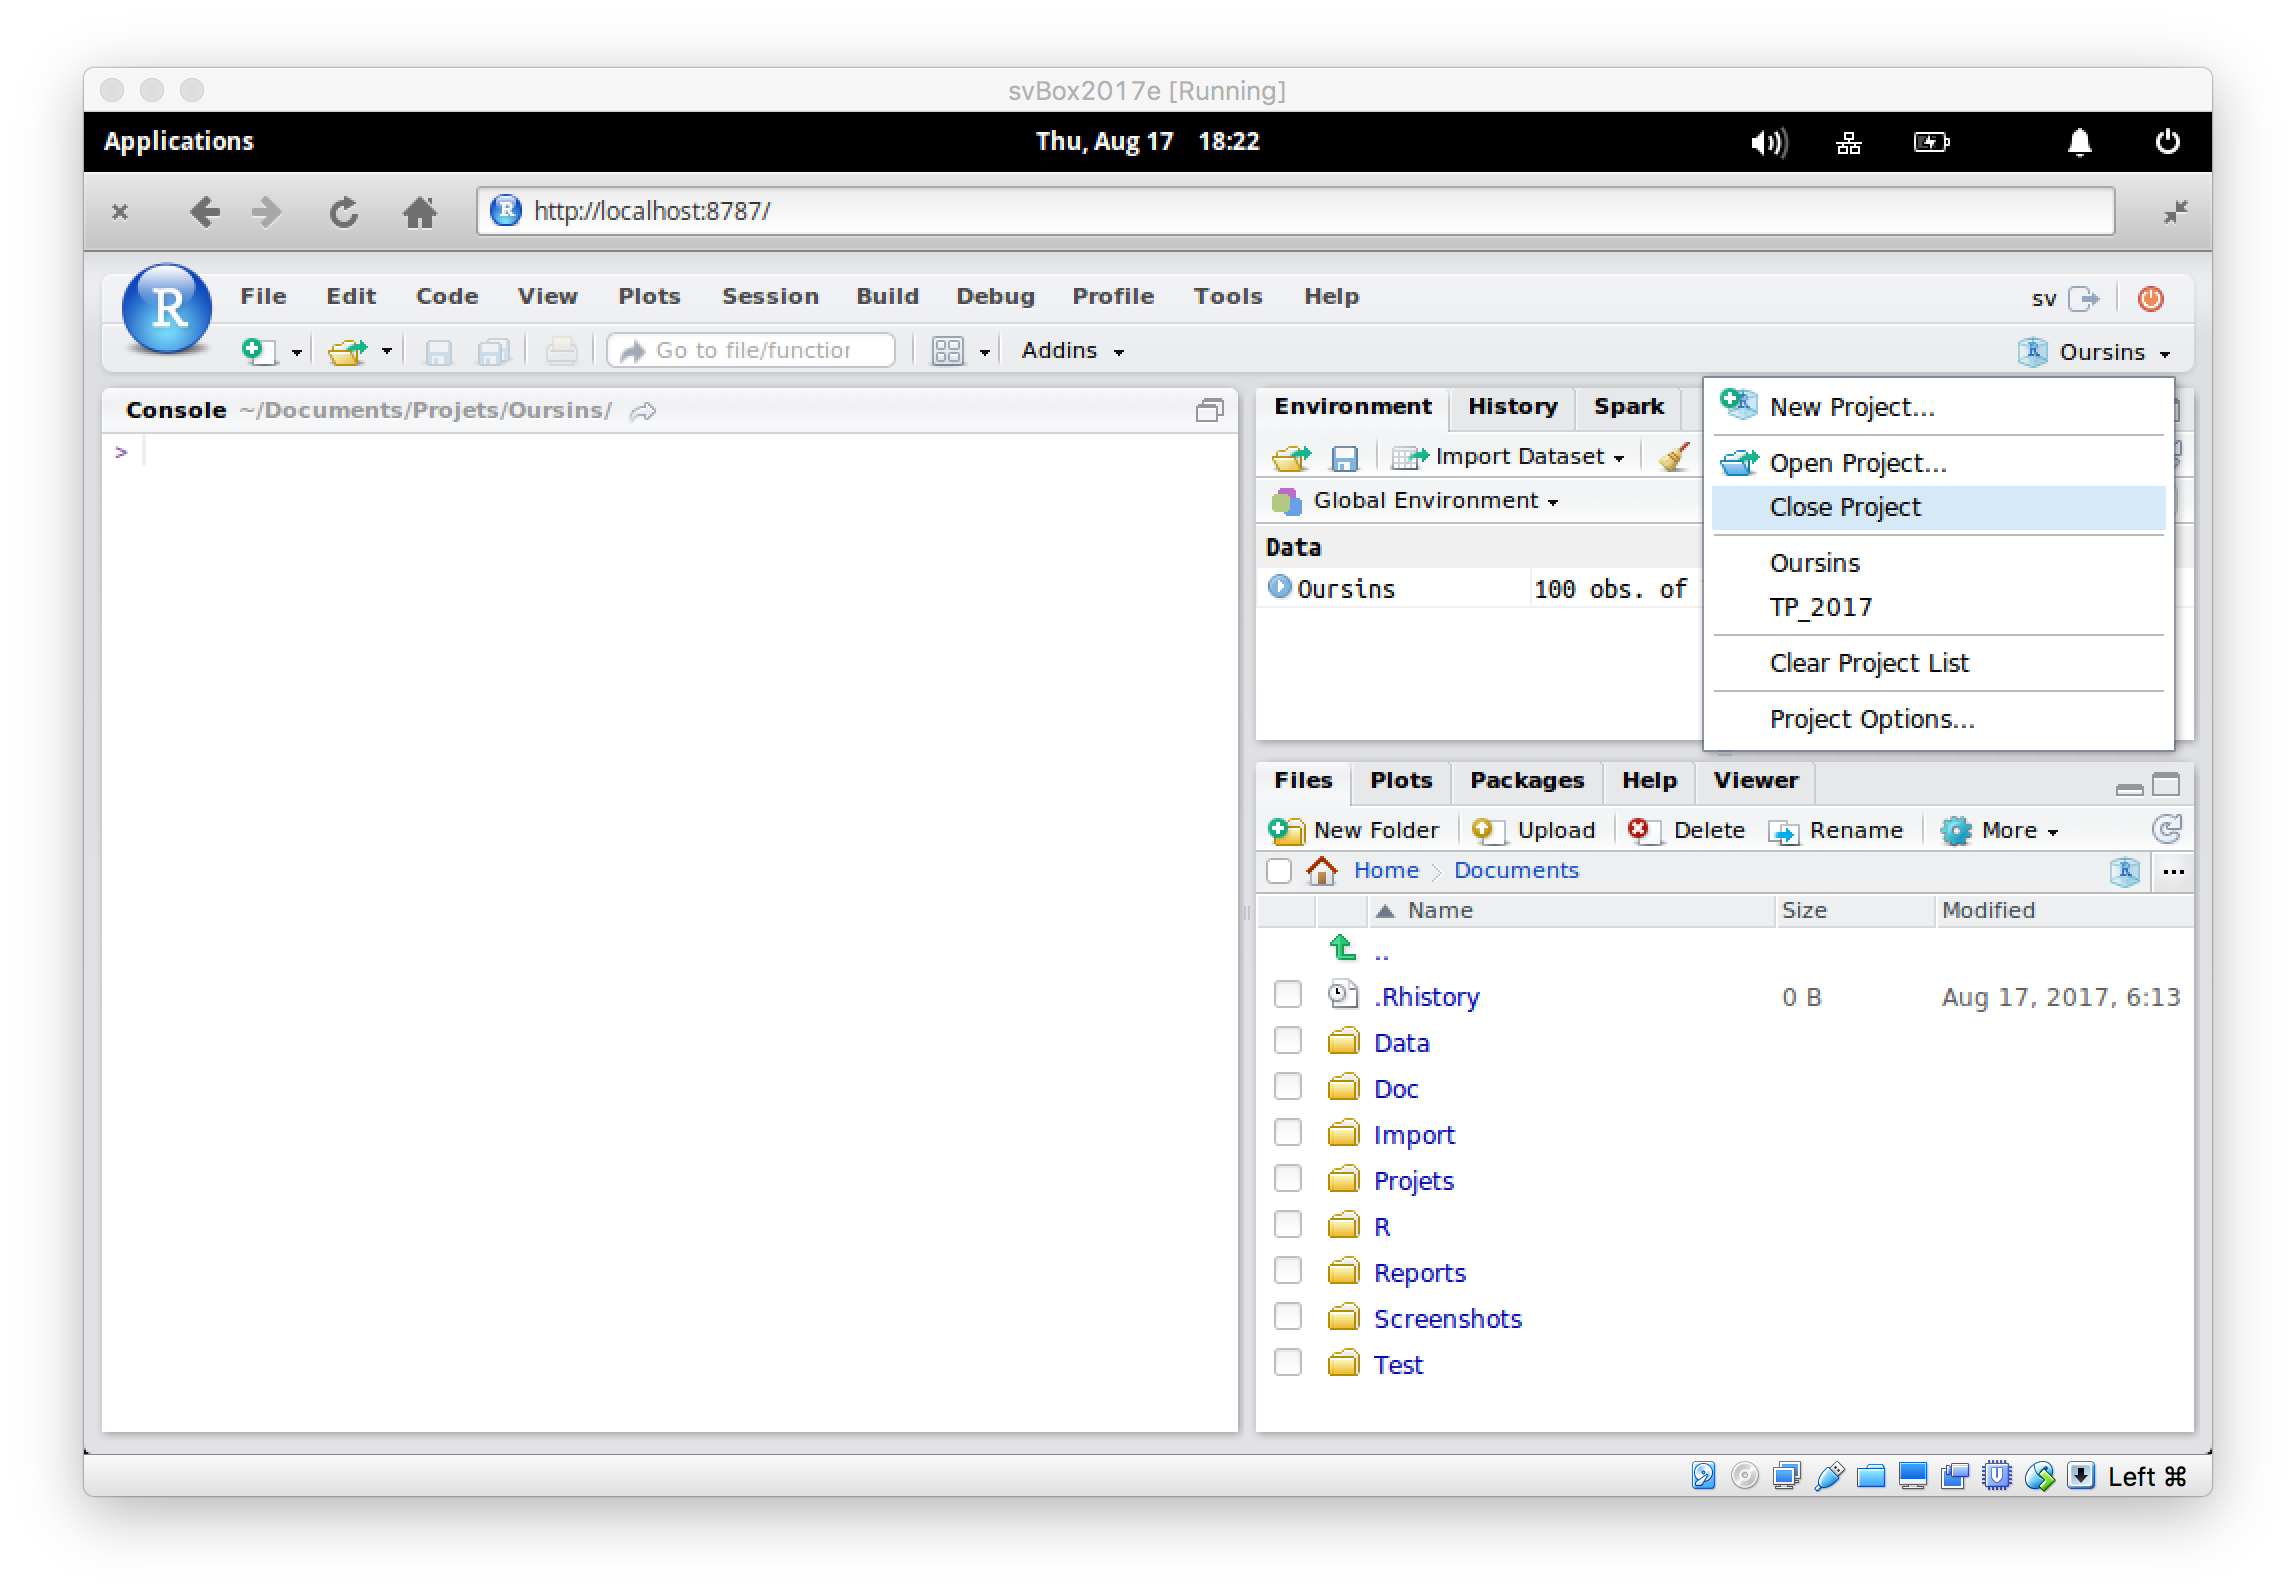 svBox2017e [Running]
Applications
Thu, Aug 17 18:22
http://localhost:8787/
R
File Edit Code View Plots Session Build Debug Profile Tools Help
sv
Go to file/function
Addins
Oursins
Console ~/Documents/Projets/Oursins/
>
Environment History Spark
Import Dataset
Global Environment
Data
Oursins 100 obs. of
New Project...
Open Project...
Close Project
Oursins
TP_2017
Clear Project List
Project Options...
Files Plots Packages Help Viewer
New Folder Upload Delete Rename More
Home Documents
Name Size Modified
..
.Rhistory 0 B Aug 17, 2017, 6:13
Data
Doc
Import
Projets
R
Reports
Screenshots
Test
Left ⌘